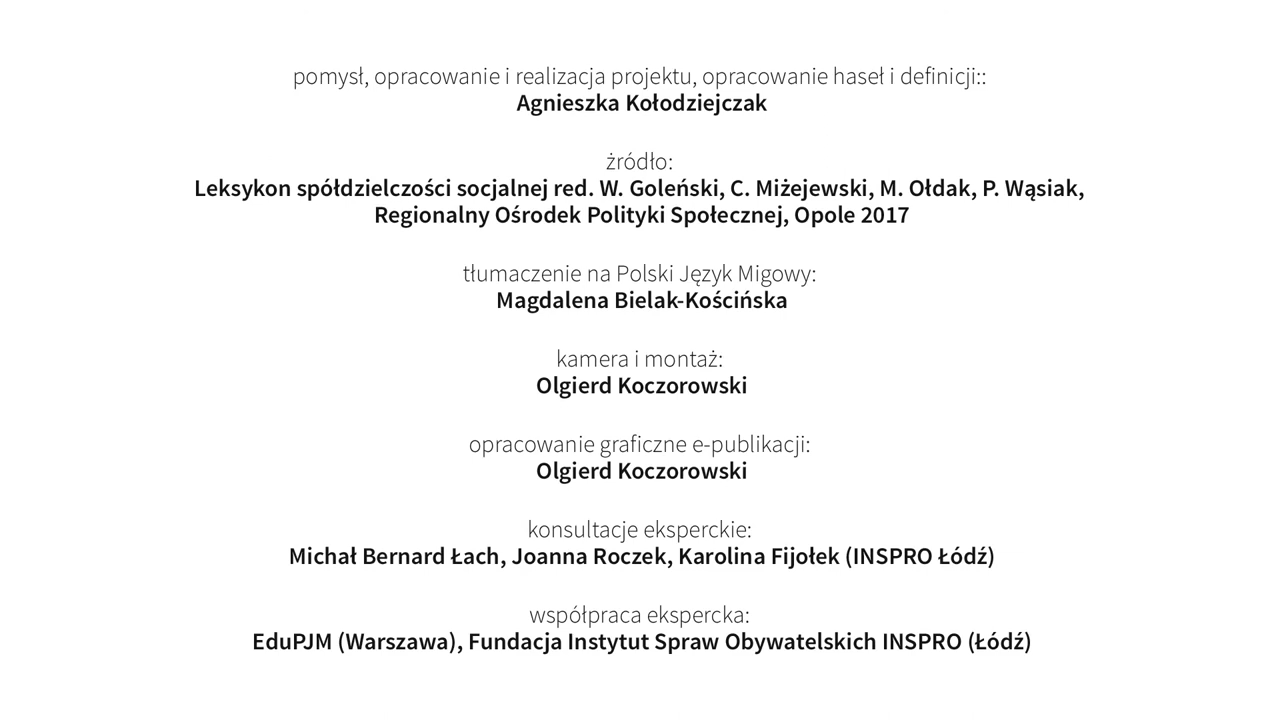 pomysł, opracowanie i realizacja projektu, opracowanie haseł i definicji::
Agnieszka Kołodziejczak
żródło:
Leksykon spółdzielczości socjalnej red. W. Goleński, C. Miżejewski, M. Ołdak, P. Wąsiak,
Regionalny Ośrodek Polityki Społecznej, Opole 2017
tłumaczenie na Polski Język Migowy:
Magdalena Bielak-Kościńska
kamera i montaż:
Olgierd Koczorowski
opracowanie graficzne e-publikacji:
Olgierd Koczorowski
konsultacje eksperckie:
Michał Bernard Łach, Joanna Roczek, Karolina Fijołek (INSPRO Łódź)
współpraca ekspercka:
EduPJM (Warszawa), Fundacja Instytut Spraw Obywatelskich INSPRO (Łódź)